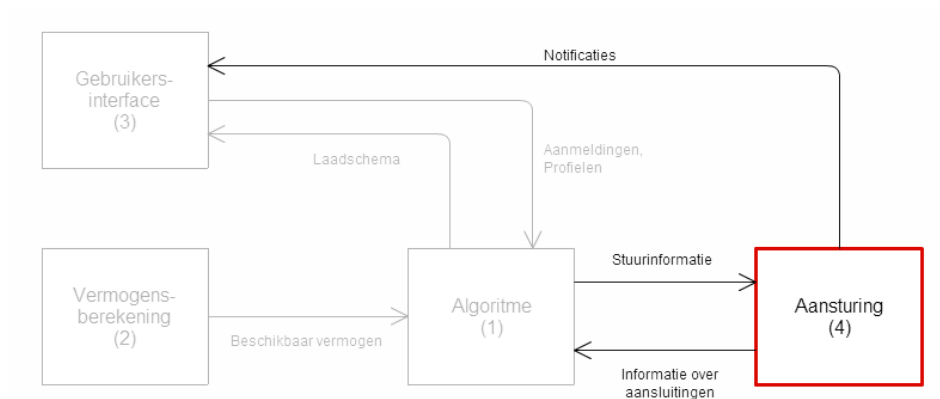 Notificaties
Gebruikers-
interface
(3)
Aanmeldingen,
Profielen
Laadschema
Stuurinformatie
Vermogens-
berekening
(2)
Beschikbaar vermogen
Algoritme
(1)
Aansturing
(4)
Informatie over
aansluitingen